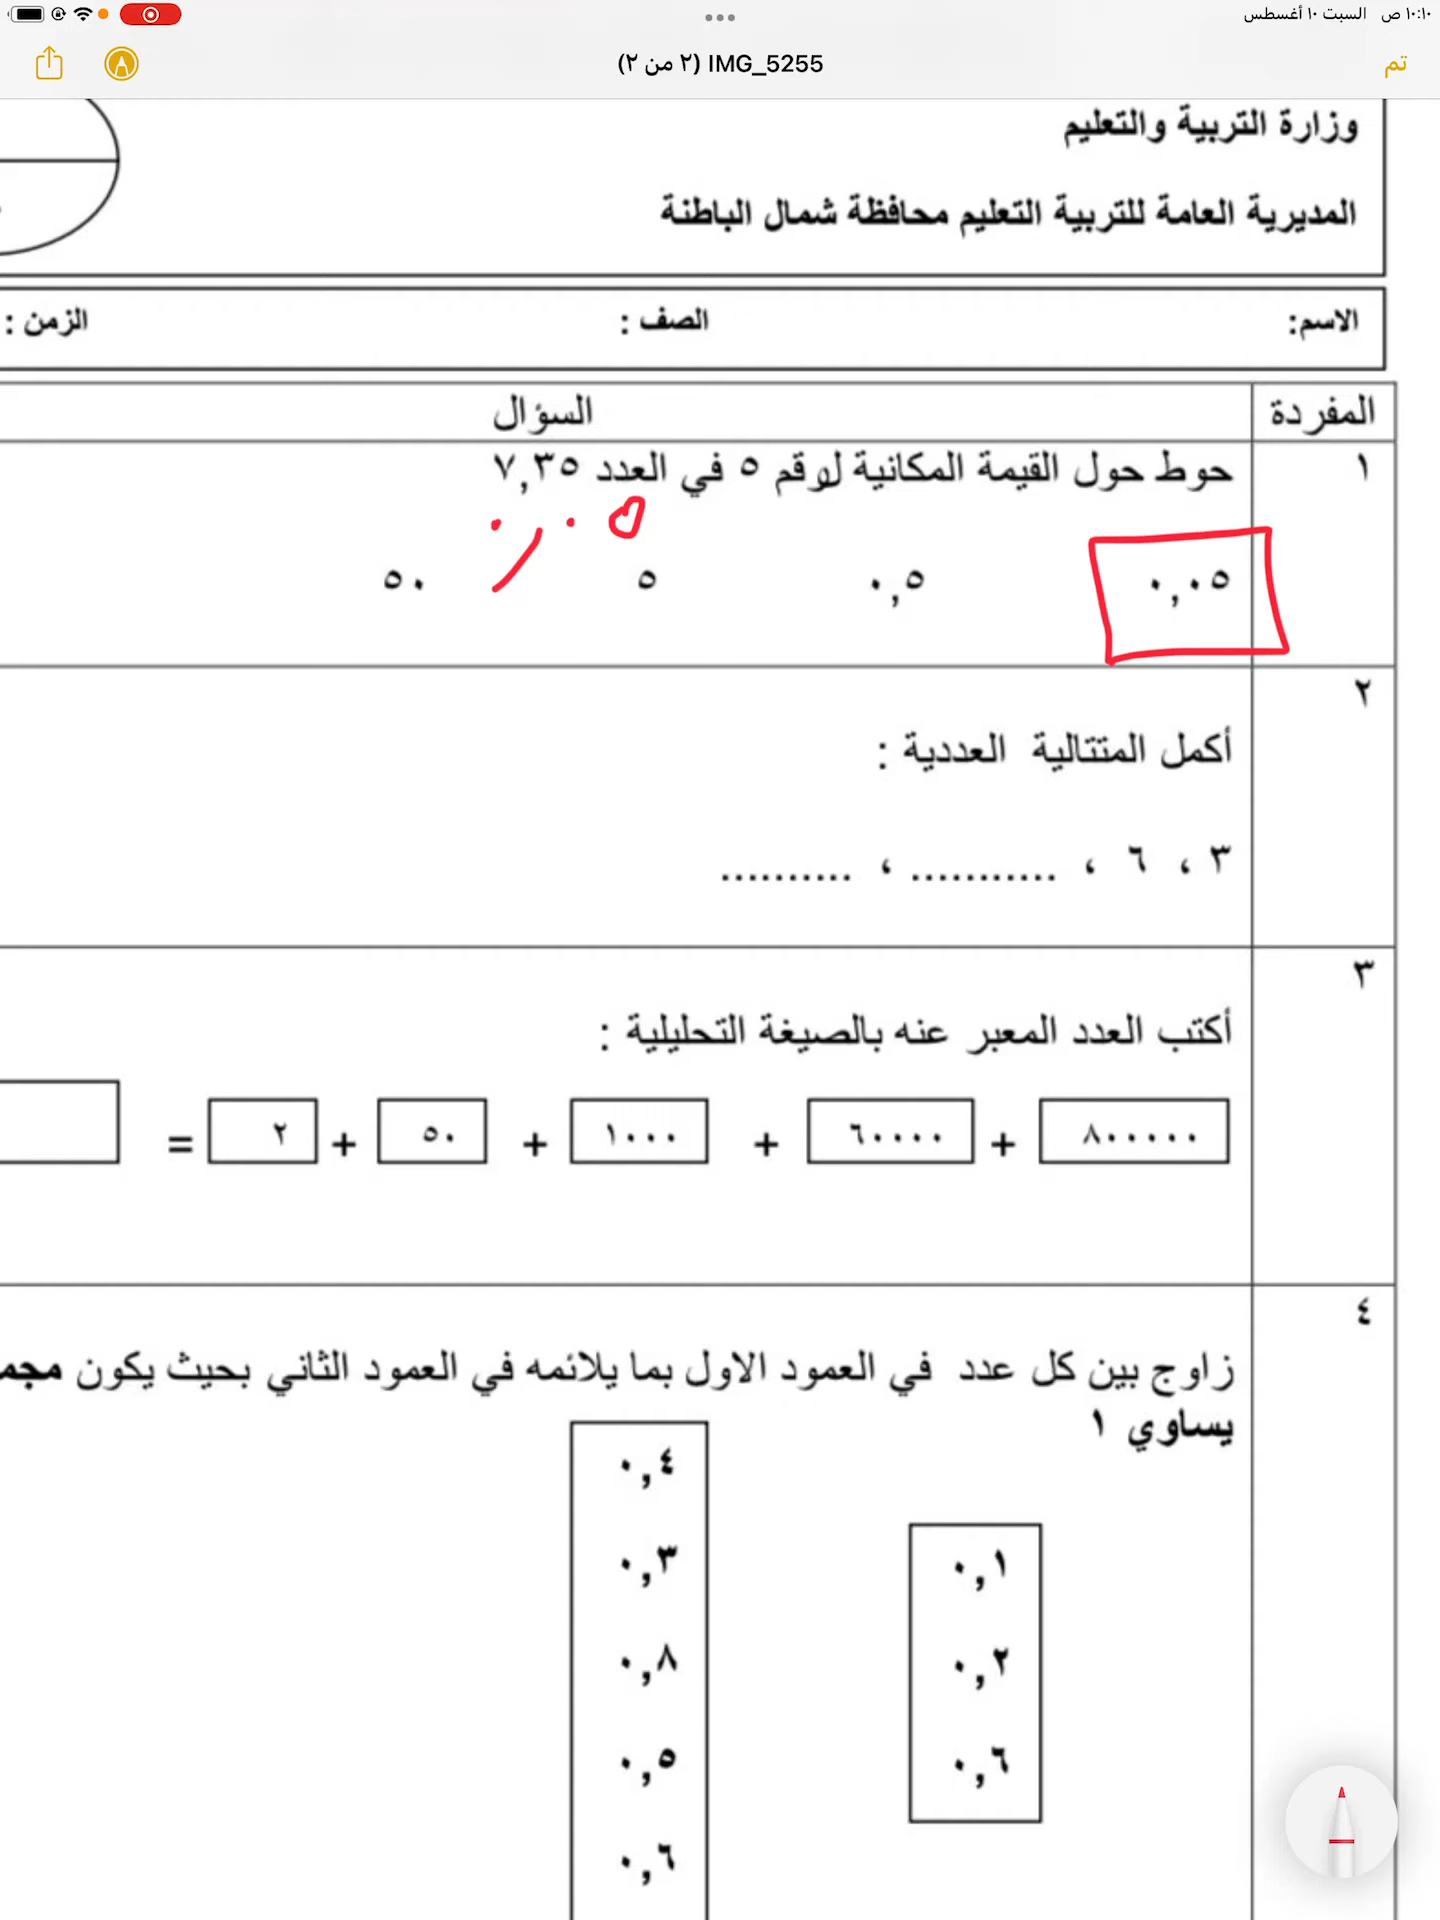 ١٠:١٠ ص السبت ١٠ أغسطس
تم
IMG_5255 (٢ من ٢)
وزارة التربية والتعليم
المديرية العامة للتربية التعليم محافظة شمال الباطنة
الاسم: الصف : الزمن :
المفردة السؤال
١ حوط حول القيمة المكانية لرقم ٥ في العدد ٧,٣٥
٠,٠٥
٠,٠٥ ٠,٥ ٥ ٥٠
٢
أكمل المتتالية العددية :
٣ ، ٦ ، ........... ، ..........
٣
أكتب العدد المعبر عنه بالصيغة التحليلية :
٨٠٠٠٠٠ + ٦٠٠٠٠ + ١٠٠٠ + ٥٠ + ٢ =
٤
زاوج بين كل عدد في العمود الاول بما يلائمه في العمود الثاني بحيث يكون
يساوي ١
٠,١
٠,٢
٠,٦
٠,٤
٠,٣
٠,٨
٠,٥
٠,٦